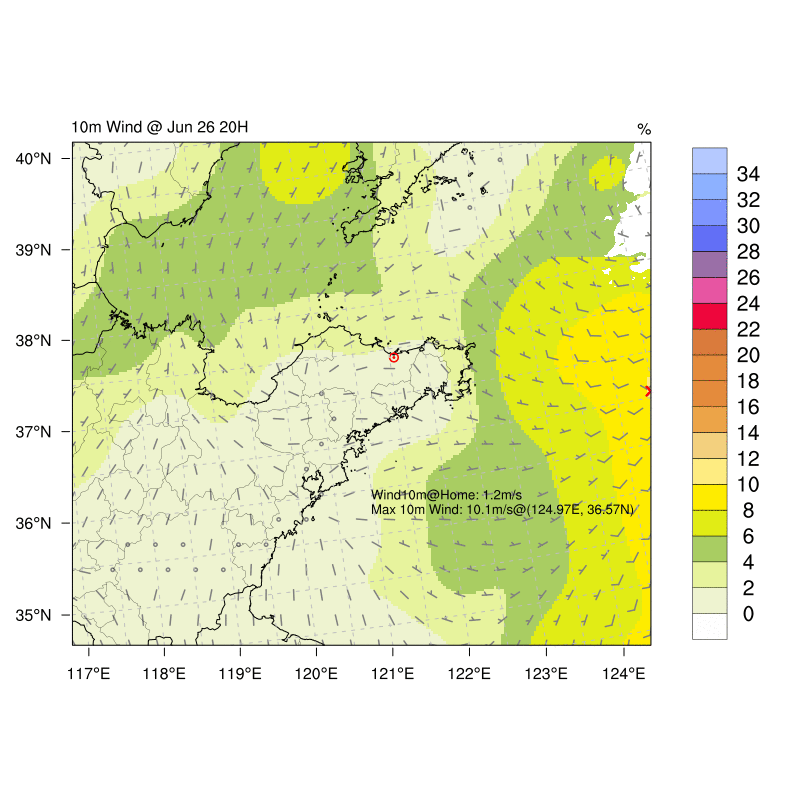 10m Wind @ Jun 26 20H
%
40°N
39°N
38°N
37°N
36°N
35°N
117°E
118°E
119°E
120°E
121°E
122°E
123°E
124°E
Wind10m@Home: 1.2m/s
Max 10m Wind: 10.1m/s@(124.97E, 36.57N)
34
32
30
28
26
24
22
20
18
16
14
12
10
8
6
4
2
0